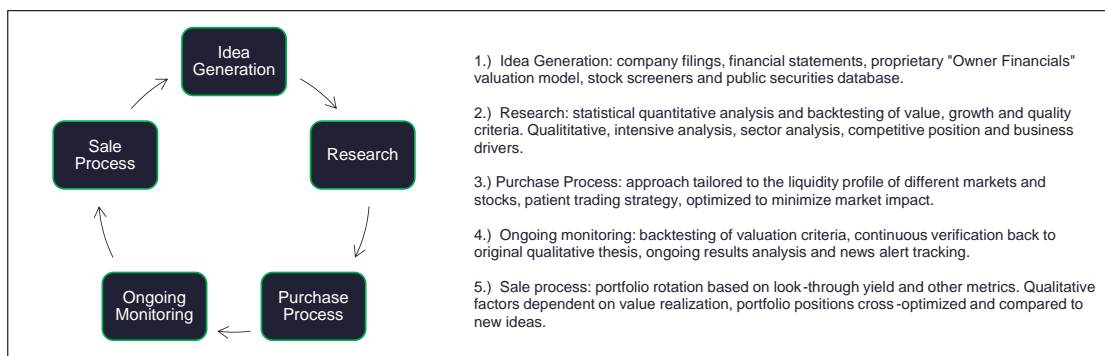 Idea
Generation
Research
Purchase
Process
Ongoing
Monitoring
Sale
Process
1.) Idea Generation: company filings, financial statements, proprietary "Owner Financials"
valuation model, stock screeners and public securities database.
2.) Research: statistical quantitative analysis and backtesting of value, growth and quality
criteria. Qualititative, intensive analysis, sector analysis, competitive position and business
drivers.
3.) Purchase Process: approach tailored to the liquidity profile of different markets and
stocks, patient trading strategy, optimized to minimize market impact.
4.) Ongoing monitoring: backtesting of valuation criteria, continuous verification back to
original qualitative thesis, ongoing results analysis and news alert tracking.
5.) Sale process: portfolio rotation based on look-through yield and other metrics. Qualitative
factors dependent on value realization, portfolio positions cross-optimized and compared to
new ideas.